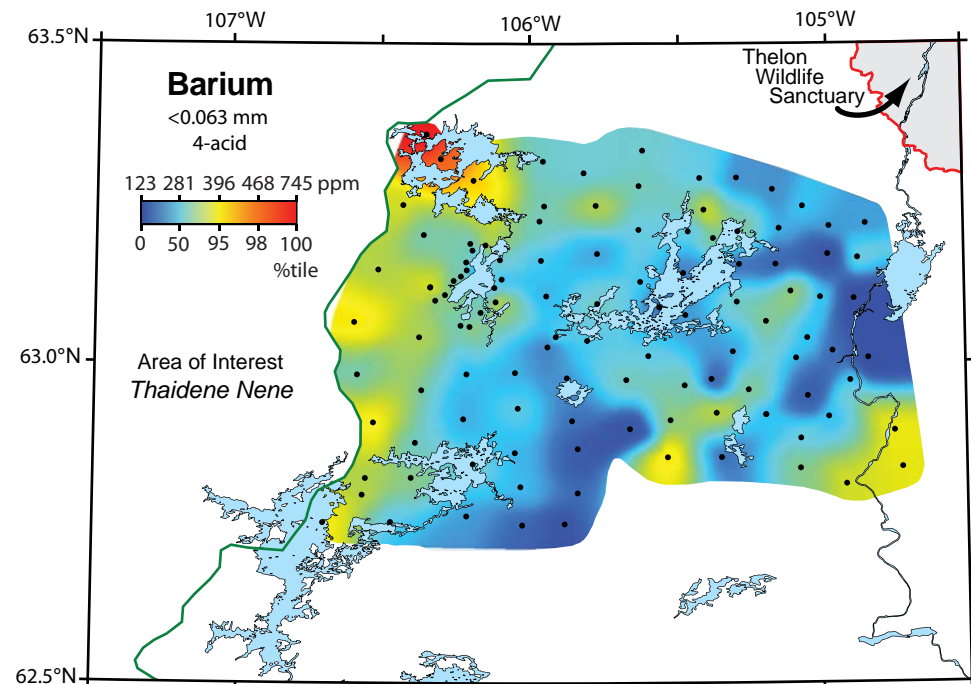 107°W 106°W 105°W
63.5°N
Thelon
Wildlife
Sanctuary
Barium
<0.063 mm
4-acid
123 281 396 468 745 ppm
0 50 95 98 100
%tile
63.0°N
Area of Interest
Thaidene Nene
62.5°N